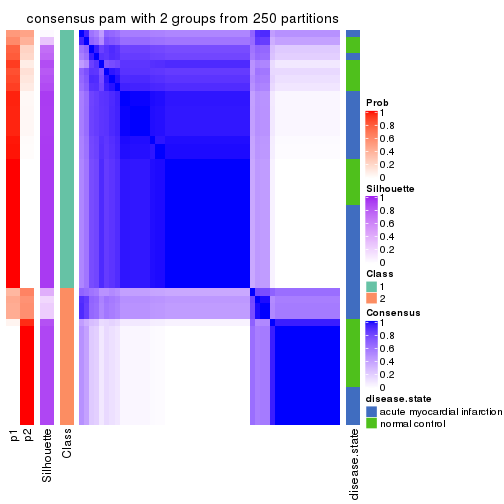 consensus pam with 2 groups from 250 partitions
Prob
1
0.8
0.6
0.4
0.2
0
Silhouette
1
0.8
0.6
0.4
0.2
0
Class
1
2
Consensus
1
0.8
0.6
0.4
0.2
0
disease.state
acute myocardial infarction
normal control
p1
p2
Silhouette
Class
disease.state